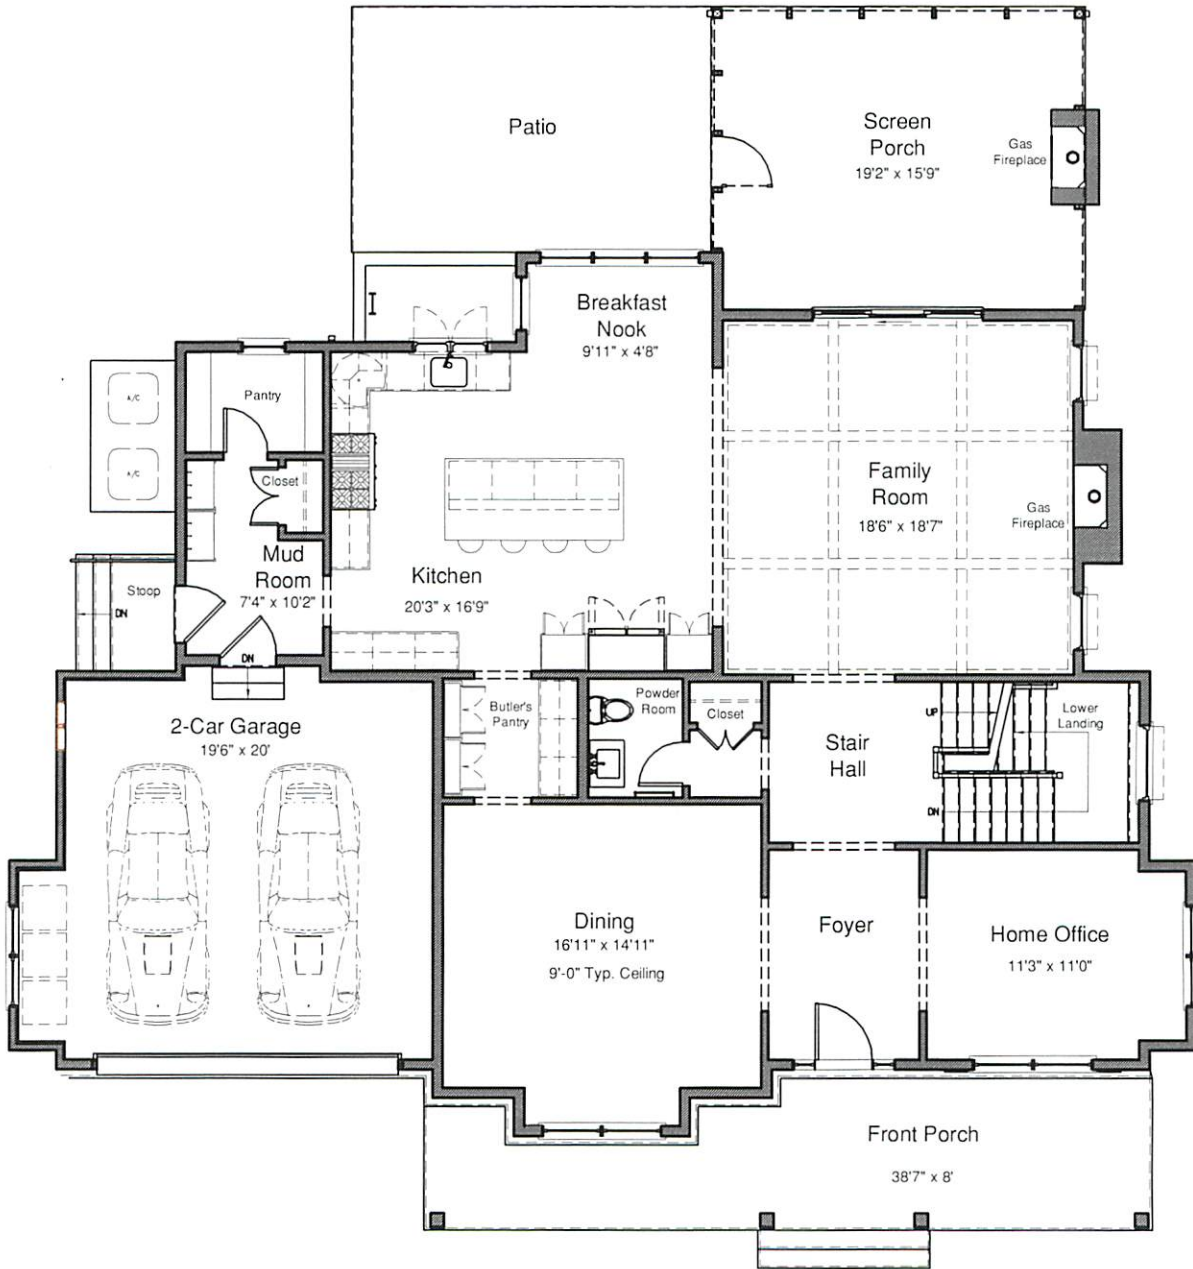 Patio
Screen
Porch
19'2" x 15'9"
Gas
Fireplace
Breakfast
Nook
9'11" x 4'8"
Pantry
A/C
A/C
Closet
Family
Room
18'6" x 18'7"
Gas
Fireplace
Mud
Room
7'4" x 10'2"
Kitchen
20'3" x 16'9"
Stoop
DN
DN
2-Car Garage
19'6" x 20'
Butler's
Pantry
Powder
Room
Closet
Stair
Hall
UP
Lower
Landing
DN
Dining
16'11" x 14'11"
9'-0" Typ. Ceiling
Foyer
Home Office
11'3" x 11'0"
Front Porch
38'7" x 8'